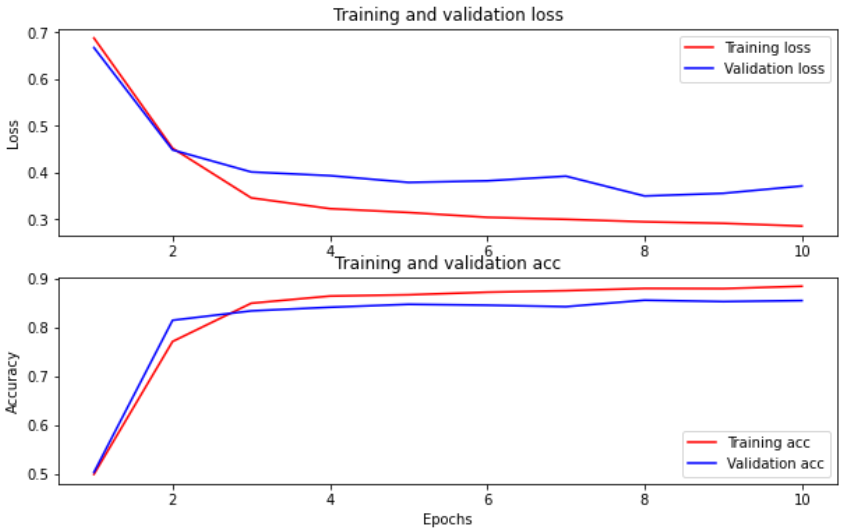 Training and validation loss
0.7
0.6
0.5
0.4
0.3
Loss
Training loss
Validation loss
2
4
6
8
10
Training and validation acc
0.9
0.8
0.7
0.6
0.5
Accuracy
Training acc
Validation acc
2
4
6
8
10
Epochs